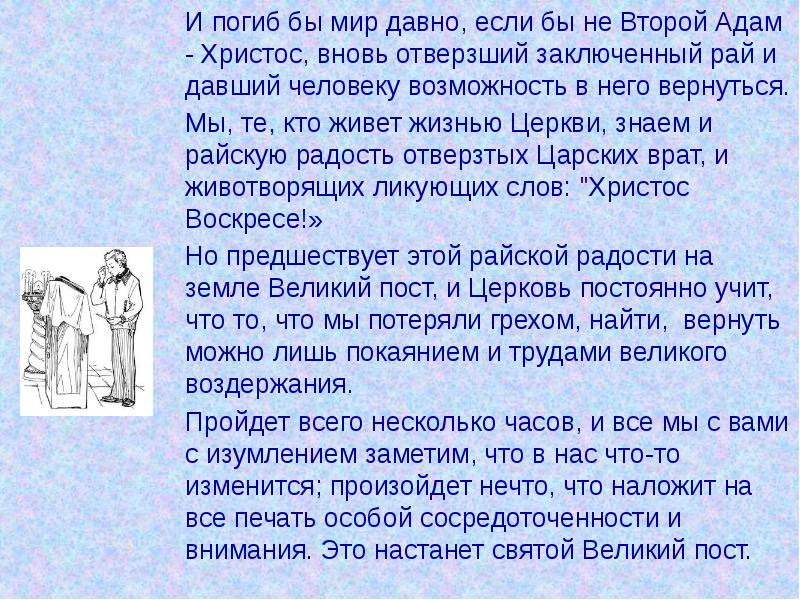 И погиб бы мир давно, если бы не Второй Адам
- Христос, вновь отверзший заключенный рай и
давший человеку возможность в него вернуться.
Мы, те, кто живет жизнью Церкви, знаем и
райскую радость отверзтых Царских врат, и
животворящих ликующих слов: "Христос
Воскресе!»
Но предшествует этой райской радости на
земле Великий пост, и Церковь постоянно учит,
что то, что мы потеряли грехом, найти,  вернуть
можно лишь покаянием и трудами великого
воздержания.
Пройдет всего несколько часов, и все мы с вами
с изумлением заметим, что в нас что-то
изменится; произойдет нечто, что наложит на
все печать особой сосредоточенности и
внимания. Это настанет святой Великий пост.